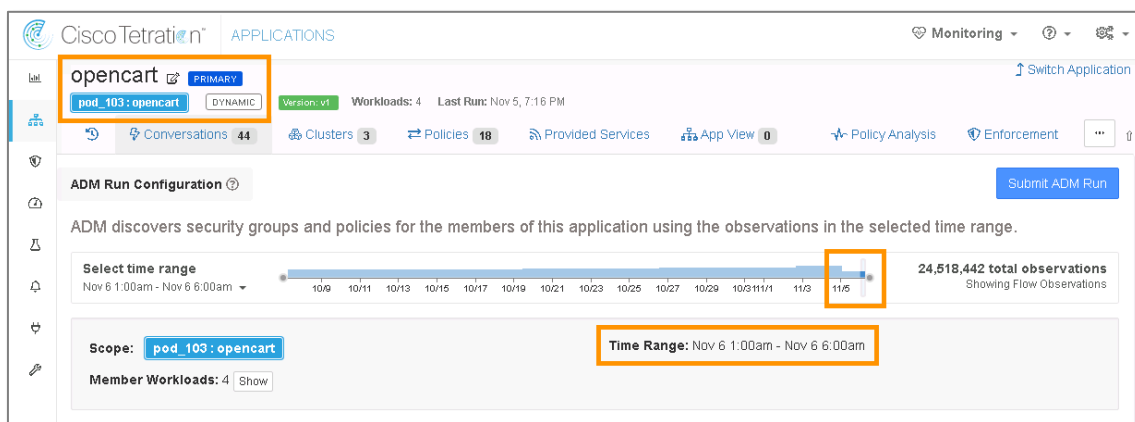 Cisco Tetration™ APPLICATIONS Monitoring
opencart PRIMARY Switch Application
pod_103 : opencart DYNAMIC Version: v1 Workloads: 4 Last Run: Nov 5, 7:16 PM
Conversations 44 Clusters 3 Policies 18 Provided Services App View 0 Policy Analysis Enforcement ...
ADM Run Configuration Submit ADM Run
ADM discovers security groups and policies for the members of this application using the observations in the selected time range.
Select time range 24,518,442 total observations
Nov 6 1:00am - Nov 6 6:00am Showing Flow Observations
10/9 10/11 10/13 10/15 10/17 10/19 10/21 10/23 10/25 10/27 10/29 10/31 11/1 11/3 11/5
Scope: pod_103 : opencart Time Range: Nov 6 1:00am - Nov 6 6:00am
Member Workloads: 4 Show